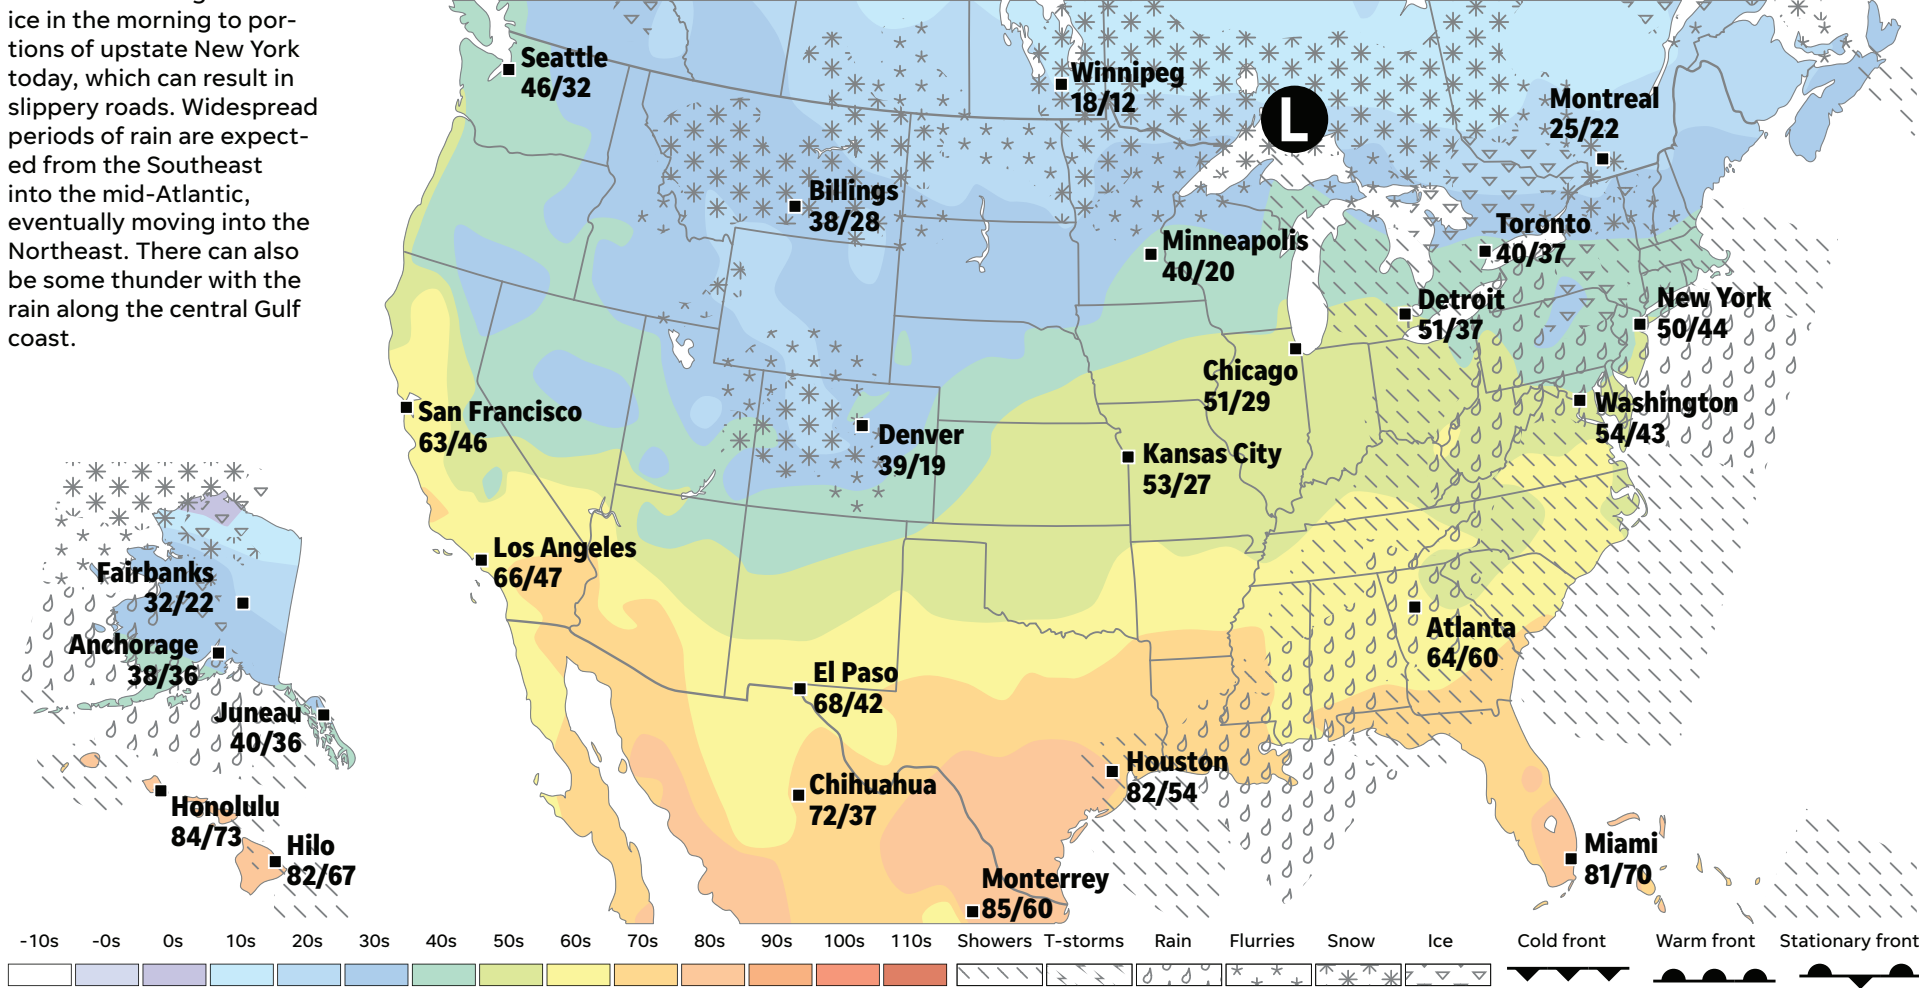 ice in the morning to por-
tions of upstate New York
today, which can result in
slippery roads. Widespread
periods of rain are expect-
ed from the Southeast
into the mid-Atlantic,
eventually moving into the
Northeast. There can also
be some thunder with the
rain along the central Gulf
coast.
Seattle
46/32
Winnipeg
18/12
L
Montreal
25/22
Billings
38/28
Minneapolis
40/20
Toronto
40/37
Detroit
51/37
New York
50/44
Chicago
51/29
San Francisco
63/46
Denver
39/19
Kansas City
53/27
Washington
54/43
Los Angeles
66/47
Fairbanks
32/22
Anchorage
38/36
Juneau
40/36
Atlanta
64/60
El Paso
68/42
Honolulu
84/73
Hilo
82/67
Chihuahua
72/37
Houston
82/54
Monterrey
85/60
Miami
81/70
-10s -0s 0s 10s 20s 30s 40s 50s 60s 70s 80s 90s 100s 110s Showers T-storms Rain Flurries Snow Ice Cold front Warm front Stationary front